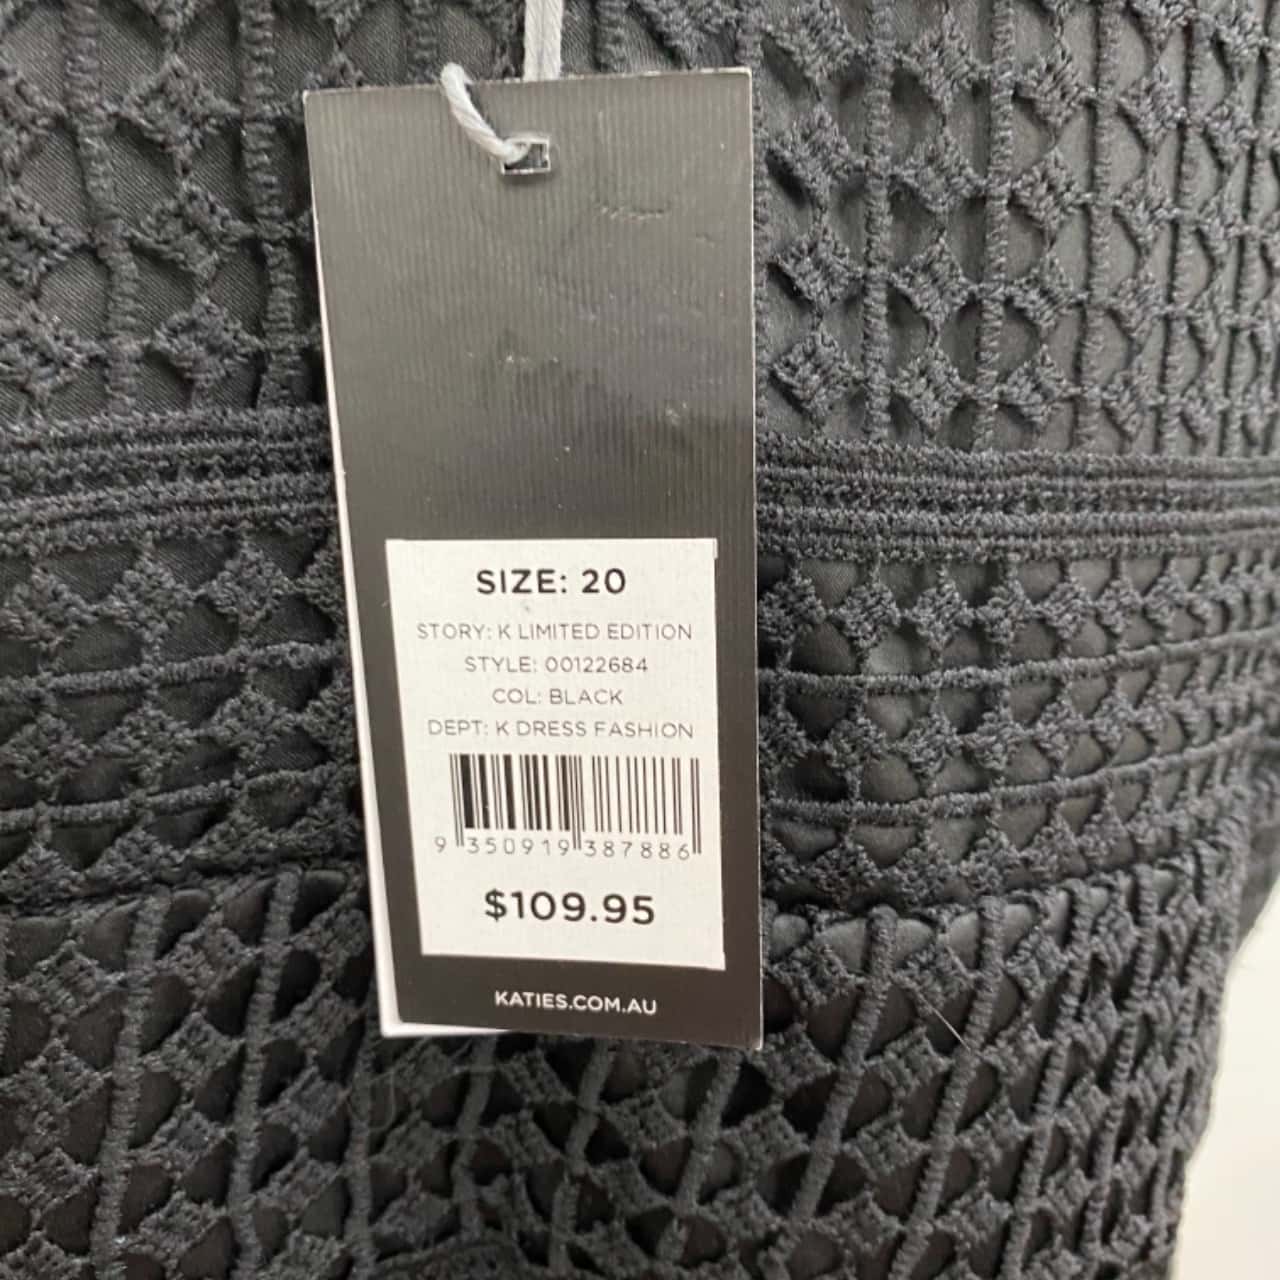 SIZE: 20
STORY: K LIMITED EDITION
STYLE: 00122684
COL: BLACK
DEPT: K DRESS FASHION
9 350919 387886
$109.95
KATIES.COM.AU